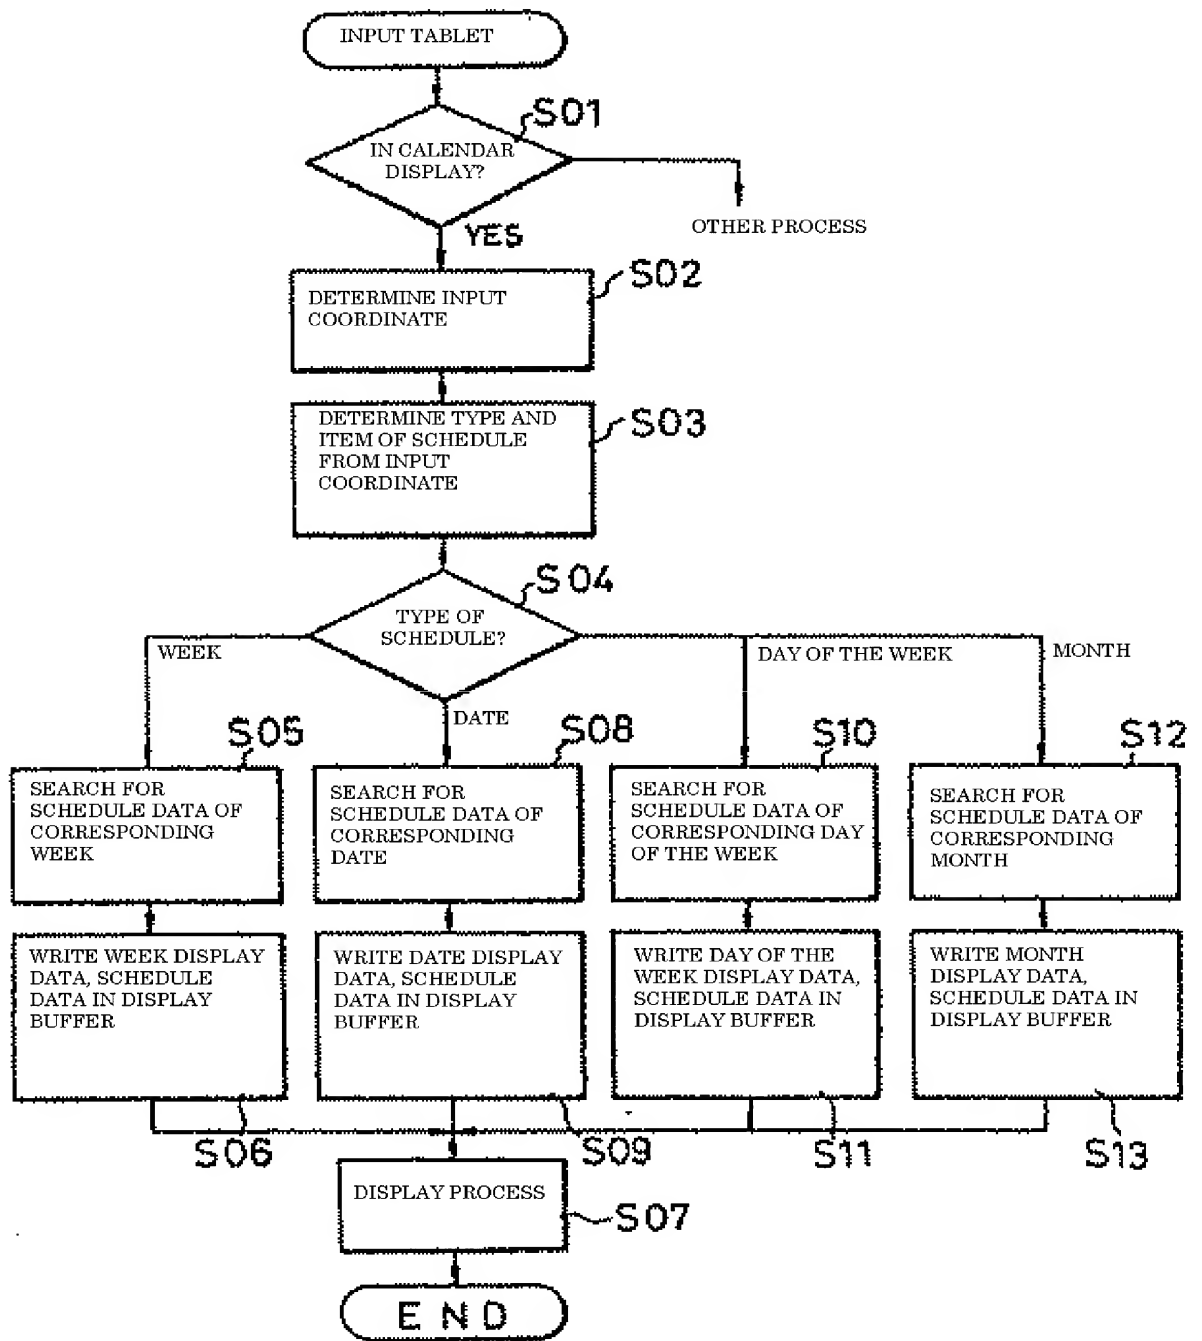 INPUT TABLET
S01
IN CALENDAR
DISPLAY?
OTHER PROCESS
YES
S02
DETERMINE INPUT
COORDINATE
S03
DETERMINE TYPE AND
ITEM OF SCHEDULE
FROM INPUT
COORDINATE
S04
TYPE OF
SCHEDULE?
WEEK
DATE
DAY OF THE WEEK
MONTH
S05
SEARCH FOR
SCHEDULE DATA OF
CORRESPONDING
WEEK
S08
SEARCH FOR
SCHEDULE DATA OF
CORRESPONDING
DATE
S10
SEARCH FOR
SCHEDULE DATA OF
CORRESPONDING DAY
OF THE WEEK
S12
SEARCH FOR
SCHEDULE DATA OF
CORRESPONDING
MONTH
WRITE WEEK DISPLAY
DATA, SCHEDULE
DATA IN DISPLAY
BUFFER
S06
WRITE DATE DISPLAY
DATA, SCHEDULE
DATA IN DISPLAY
BUFFER
S09
WRITE DAY OF THE
WEEK DISPLAY DATA,
SCHEDULE DATA IN
DISPLAY BUFFER
S11
WRITE MONTH
DISPLAY DATA,
SCHEDULE DATA IN
DISPLAY BUFFER
S13
DISPLAY PROCESS
S07
END